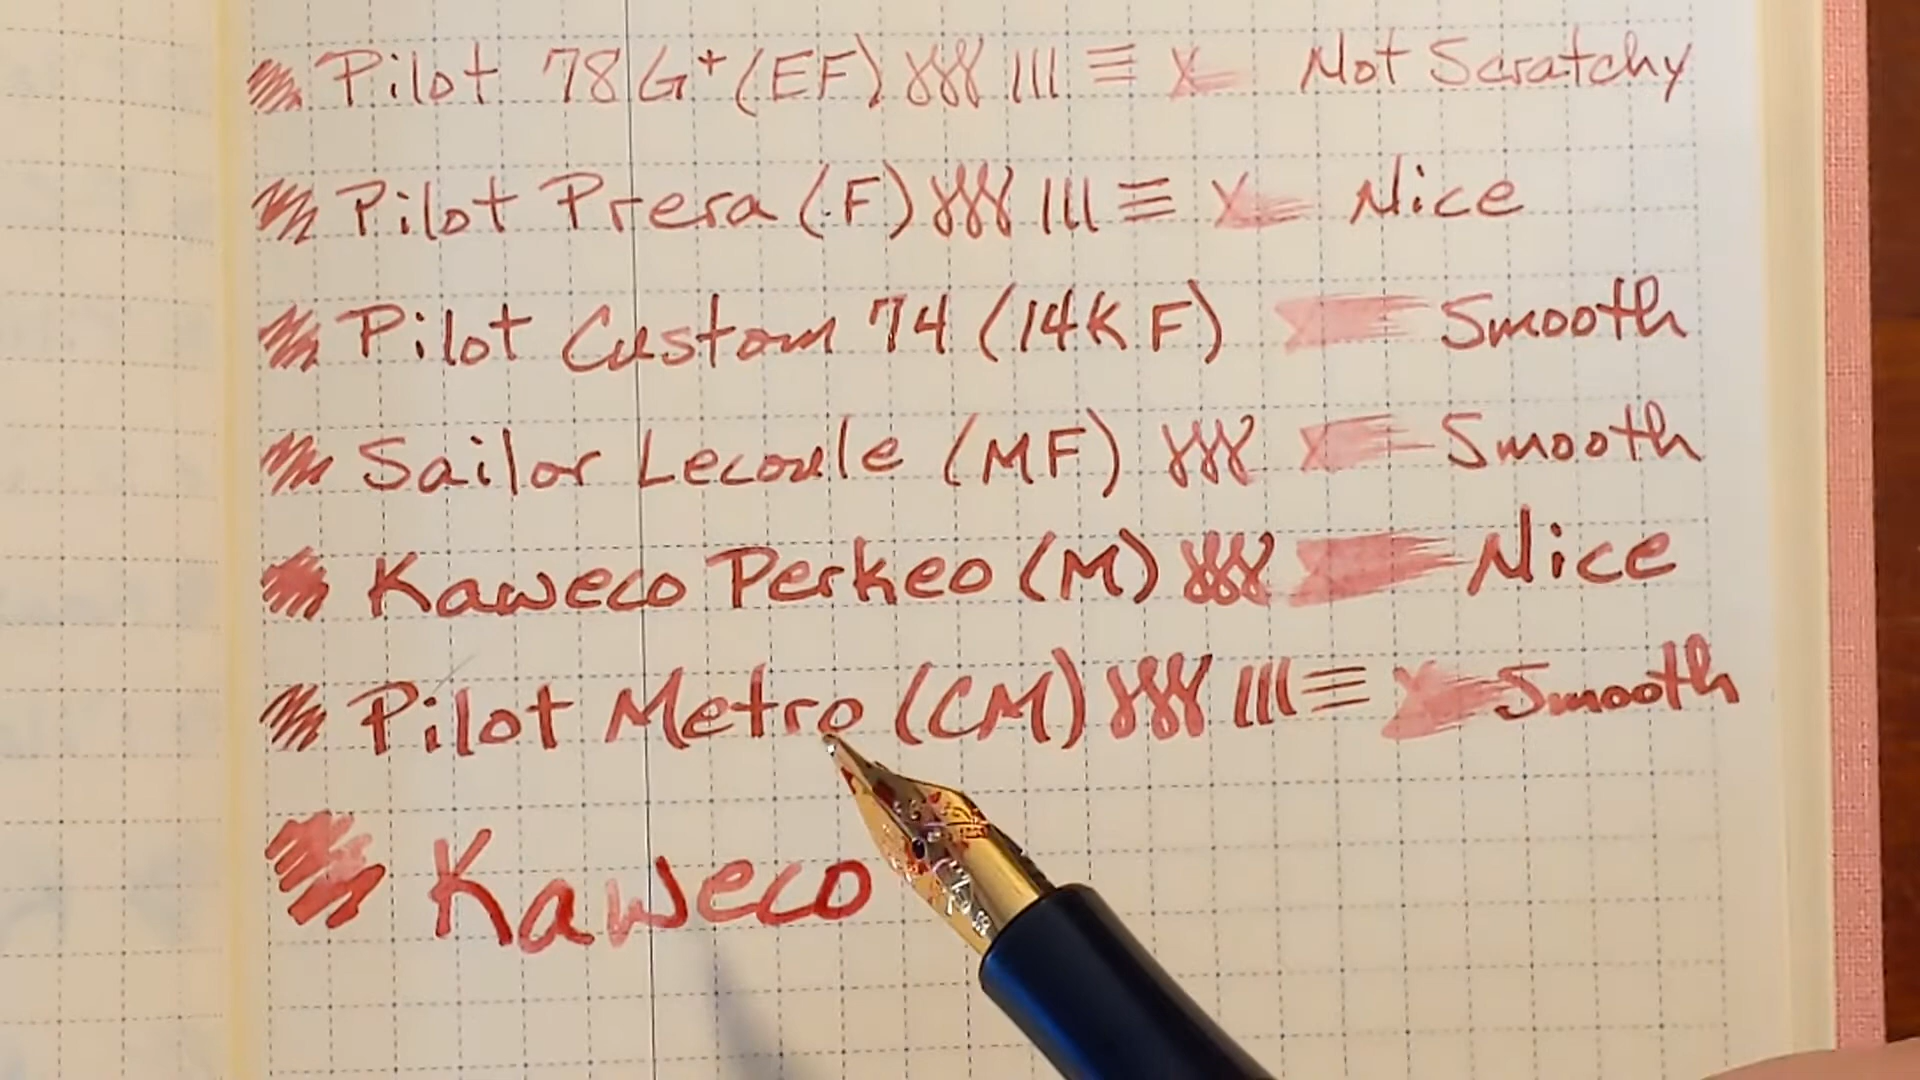 Pilot 78G+ (EF) Not Scratchy
Pilot Prera (F) Nice
Pilot Custom 74 (14K F) Smooth
Sailor Lecoule (MF) Smooth
Kaweco Perkeo (M) Nice
Pilot Metro (CM) Smooth
Kaweco